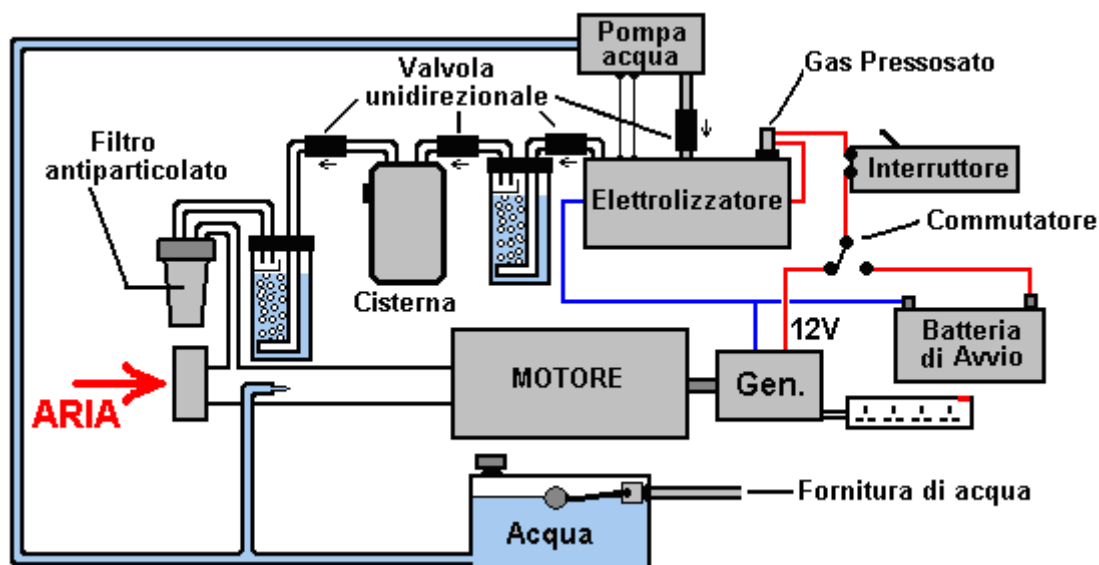 Pompa
acqua
Gas Pressosato
Valvola
unidirezionale
Filtro
antiparticolato
Interruttore
Elettrolizzatore
Commutatore
Cisterna
12V
Batteria
di Avvio
MOTORE
Gen.
ARIA
Fornitura di acqua
Acqua